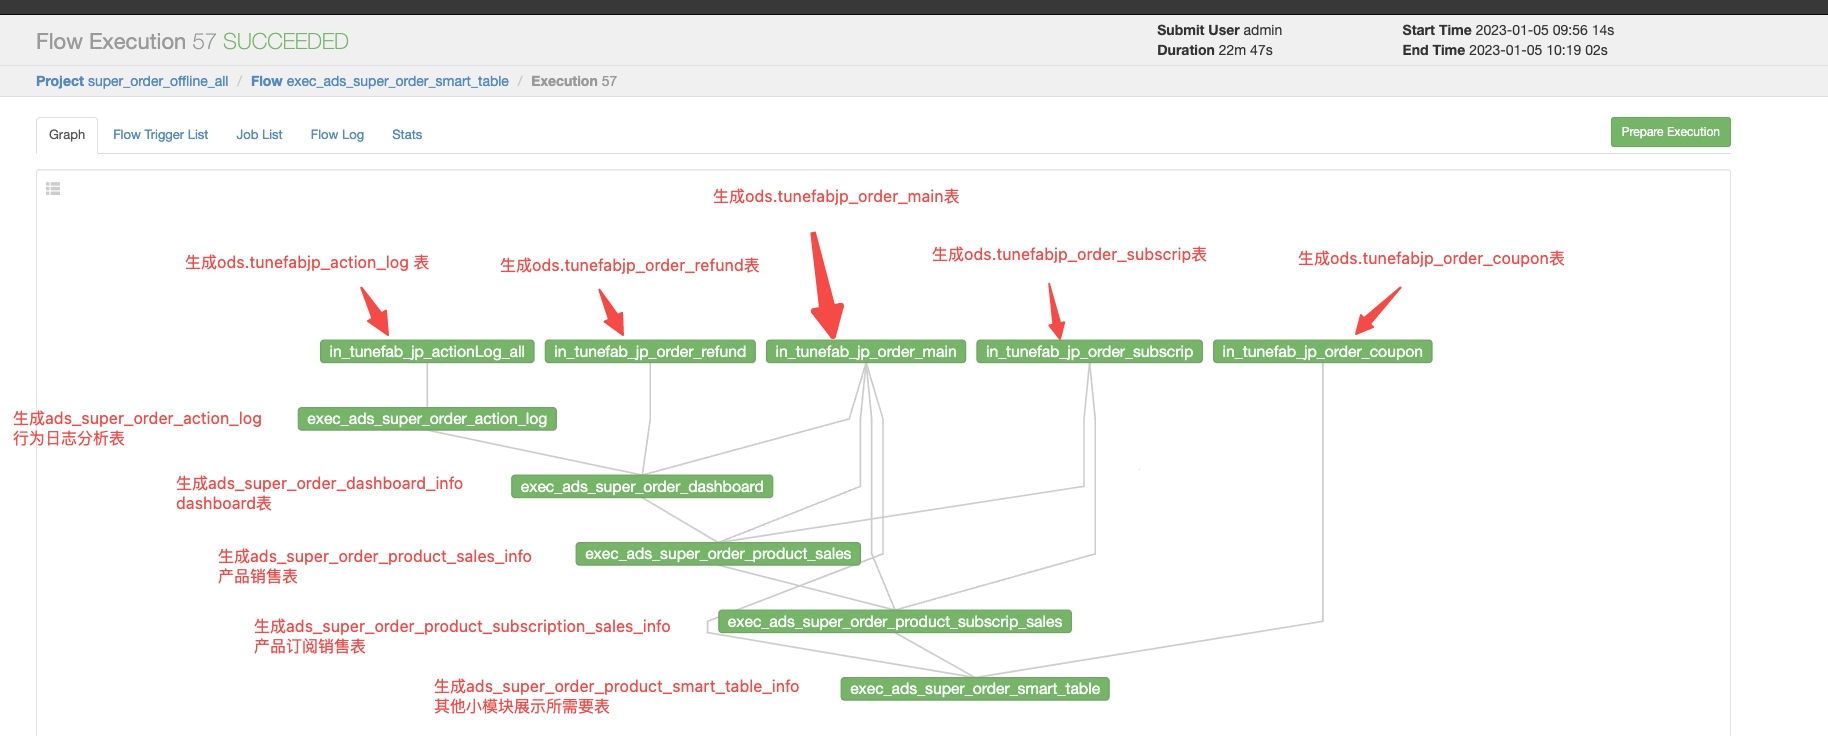 Flow Execution 57 SUCCEEDED
Submit User admin
Duration 22m 47s
Start Time 2023-01-05 09:56 14s
End Time 2023-01-05 10:19 02s
Project super_order_offline_all / Flow exec_ads_super_order_smart_table / Execution 57
Graph Flow Trigger List Job List Flow Log Stats
Prepare Execution
生成ods.tunefabjp_order_main表
生成ods.tunefabjp_action_log 表
生成ods.tunefabjp_order_refund表
生成ods.tunefabjp_order_subscrip表
生成ods.tunefabjp_order_coupon表
in_tunefab_jp_actionLog_all
in_tunefab_jp_order_refund
in_tunefab_jp_order_main
in_tunefab_jp_order_subscrip
in_tunefab_jp_order_coupon
生成ads_super_order_action_log
行为日志分析表
exec_ads_super_order_action_log
生成ads_super_order_dashboard_info
dashboard表
exec_ads_super_order_dashboard
生成ads_super_order_product_sales_info
产品销售表
exec_ads_super_order_product_sales
生成ads_super_order_product_subscription_sales_info
产品订阅销售表
exec_ads_super_order_product_subscrip_sales
生成ads_super_order_product_smart_table_info
其他小模块展示所需要表
exec_ads_super_order_smart_table